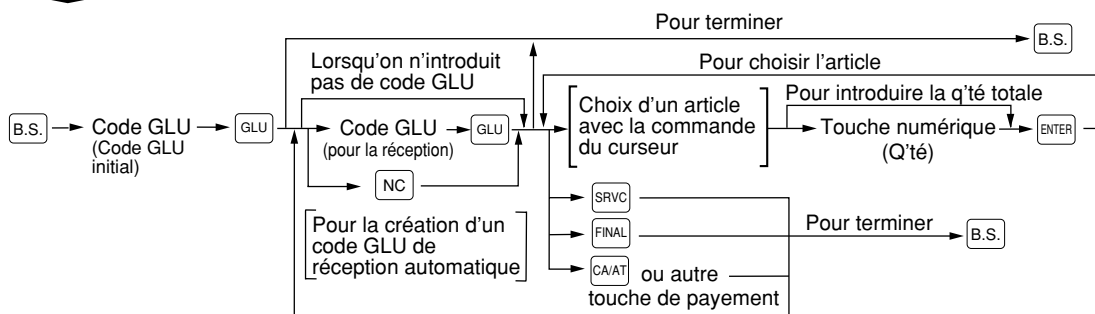 Pour terminer
B.S.
Lorsqu'on n'introduit
pas de code GLU
Pour choisir l'article
B.S.
Code GLU
(Code GLU
initial)
GLU
Code GLU
(pour la réception)
GLU
NC
Pour la création d'un
code GLU de
réception automatique
Choix d'un article
avec la commande
du curseur
Pour introduire la q'té totale
Touche numérique
(Q'té)
ENTER
SRVC
FINAL
CA/AT
ou autre
touche de payement
Pour terminer
B.S.